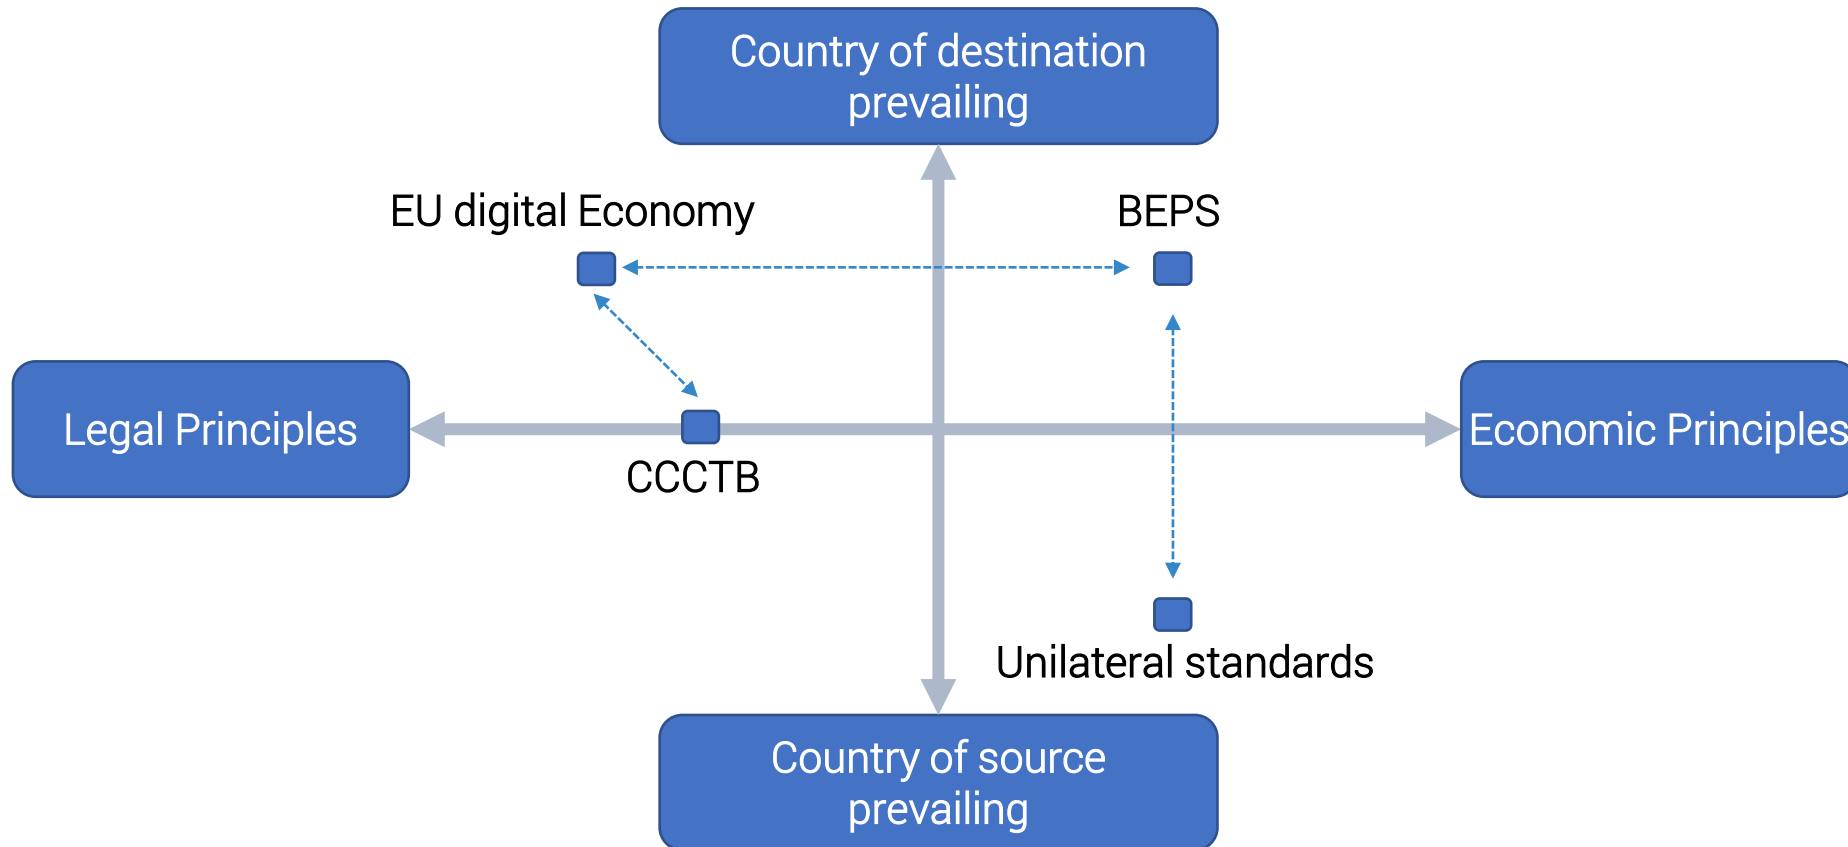 Country of destination
prevailing
EU digital Economy
BEPS
Legal Principles
Economic Principles
CCCTB
Unilateral standards
Country of source
prevailing